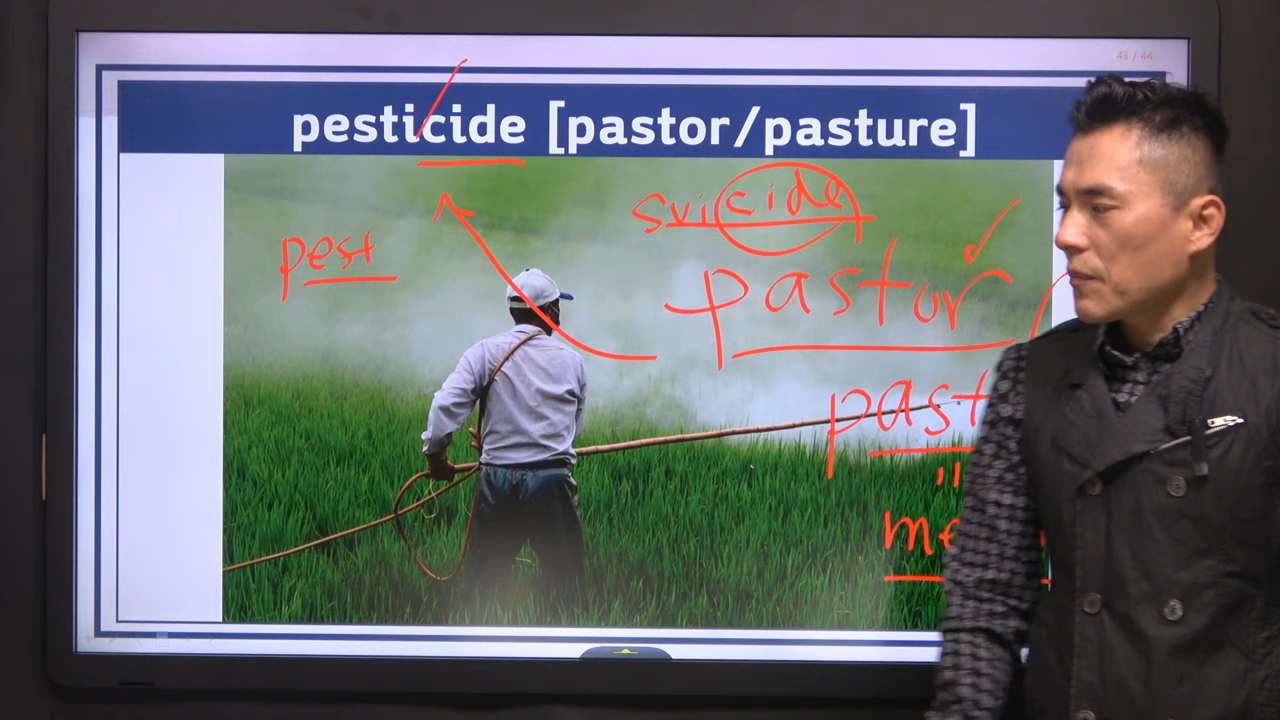 43 / 44
pesticide [pastor/pasture]
suicide
pest
pastor
past
me